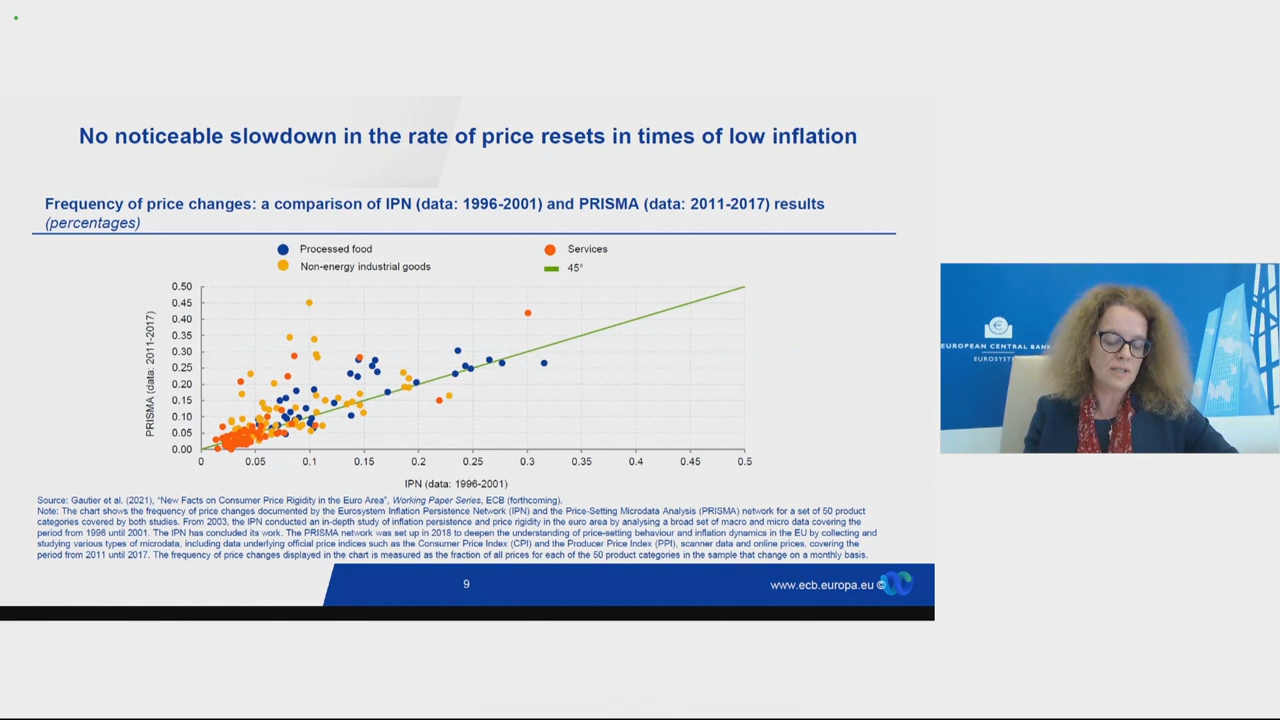 No noticeable slowdown in the rate of price resets in times of low inflation
Frequency of price changes: a comparison of IPN (data: 1996-2001) and PRISMA (data: 2011-2017) results
(percentages)
Processed food
Services
Non-energy industrial goods
45°
0.50
0.45
0.40
0.35
0.30
0.25
0.20
0.15
0.10
0.05
0.00
PRISMA (data: 2011-2017)
0 0.05 0.1 0.15 0.2 0.25 0.3 0.35 0.4 0.45 0.5
IPN (data: 1996-2001)
Source: Gautier et al. (2021), "New Facts on Consumer Price Rigidity in the Euro Area", Working Paper Series, ECB (forthcoming).
Note: The chart shows the frequency of price changes documented by the Eurosystem Inflation Persistence Network (IPN) and the Price-Setting Microdata Analysis (PRISMA) network for a set of 50 product
categories covered by both studies. From 2003, the IPN conducted an in-depth study of inflation persistence and price rigidity in the euro area by analysing a broad set of macro and micro data covering the
period from 1996 until 2001. The IPN has concluded its work. The PRISMA network was set up in 2018 to deepen the understanding of price-setting behaviour and inflation dynamics in the EU by collecting and
studying various types of microdata, including data underlying official price indices such as the Consumer Price Index (CPI) and the Producer Price Index (PPI), scanner data and online prices, covering the
period from 2011 until 2017. The frequency of price changes displayed in the chart is measured as the fraction of all prices for each of the 50 product categories in the sample that change on a monthly basis.
9
www.ecb.europa.eu ©
EUROPEAN CENTRAL BANK
EUROSYSTEM